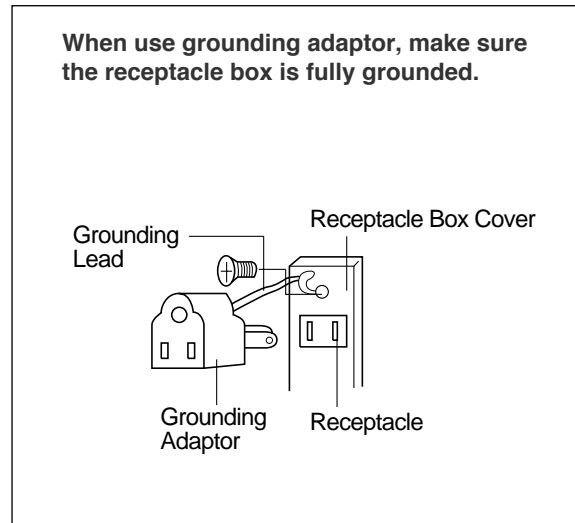 When use grounding adaptor, make sure
the receptacle box is fully grounded.
Receptacle Box Cover
Grounding
Lead
Grounding
Adaptor
Receptacle